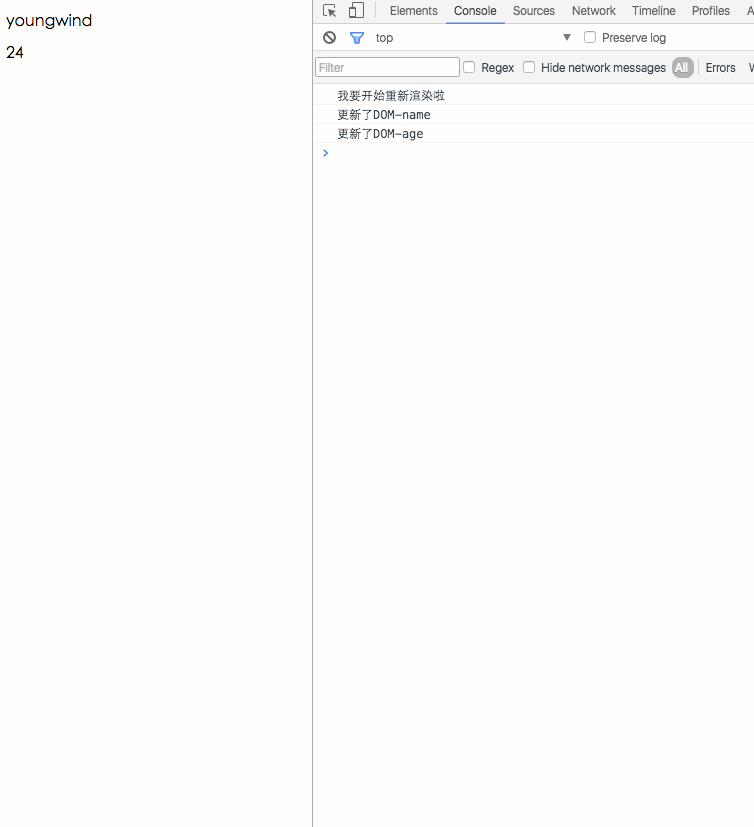 youngwind
24
Elements Console Sources Network Timeline Profiles
top Preserve log
Filter Regex Hide network messages All Errors
我要开始重新渲染啦
更新了DOM-name
更新了DOM-age